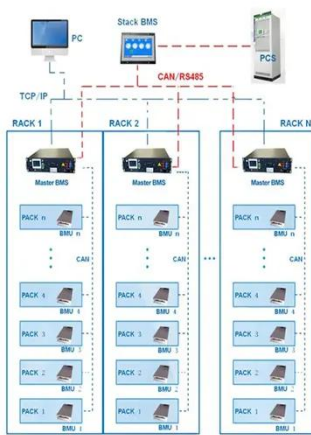 PC
Stack BMS
PCS
CAN/RS485
TCP/IP
RACK 1
RACK 2
RACK N
Master BMS
Master BMS
Master BMS
PACK n
BMU n
PACK n
BMU n
PACK n
BMU n
CAN
CAN
CAN
...
PACK 4
BMU 4
PACK 4
BMU 4
PACK 4
BMU 4
PACK 3
BMU 3
PACK 3
BMU 3
PACK 3
BMU 3
PACK 2
BMU 2
PACK 2
BMU 2
PACK 2
BMU 2
PACK 1
BMU 1
PACK 1
BMU 1
PACK 1
BMU 1